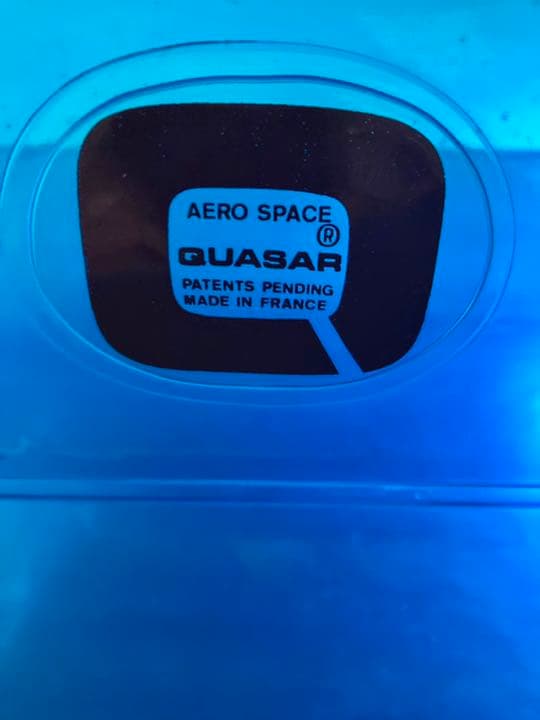 AERO SPACE
®
QUASAR
PATENTS PENDING
MADE IN FRANCE